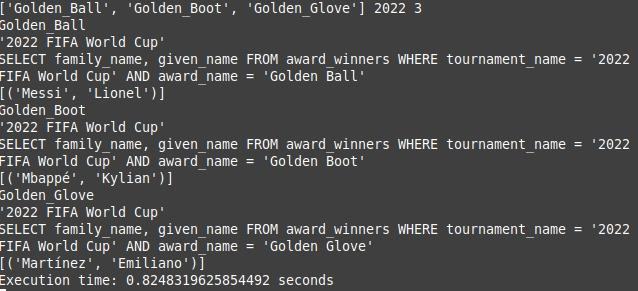 ['Golden_Ball', 'Golden_Boot', 'Golden_Glove'] 2022 3
Golden_Ball
'2022 FIFA World Cup'
SELECT family_name, given_name FROM award_winners WHERE tournament_name = '2022
FIFA World Cup' AND award_name = 'Golden Ball'
[('Messi', 'Lionel')]
Golden_Boot
'2022 FIFA World Cup'
SELECT family_name, given_name FROM award_winners WHERE tournament_name = '2022
FIFA World Cup' AND award_name = 'Golden Boot'
[('Mbappé', 'Kylian')]
Golden_Glove
'2022 FIFA World Cup'
SELECT family_name, given_name FROM award_winners WHERE tournament_name = '2022
FIFA World Cup' AND award_name = 'Golden Glove'
[('Martínez', 'Emiliano')]
Execution time: 0.8248319625854492 seconds